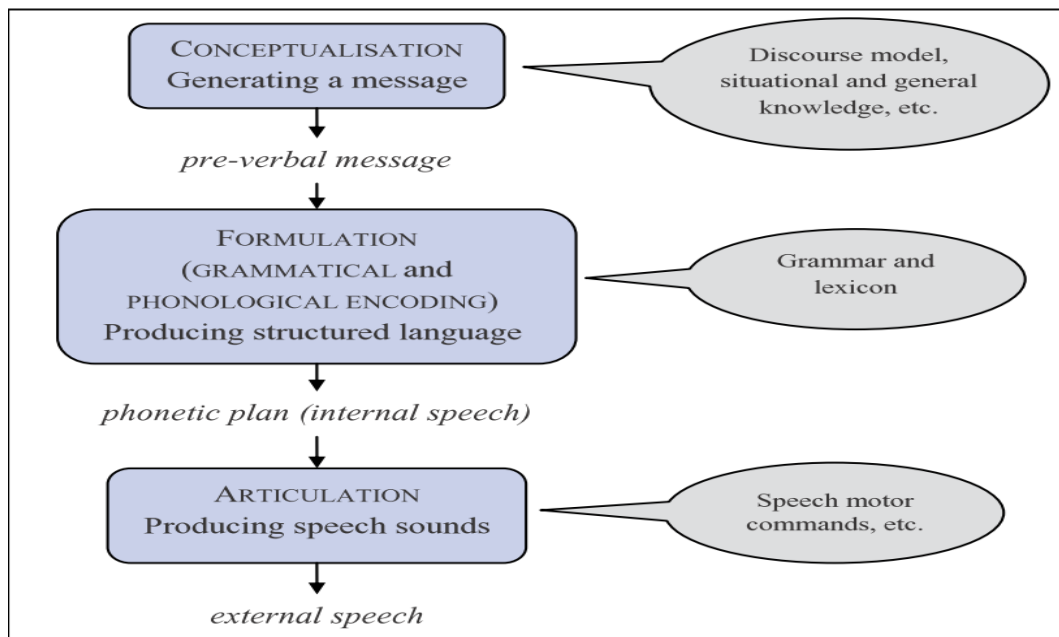 CONCEPTUALISATION
Generating a message
Discourse model,
situational and general
knowledge, etc.
pre-verbal message
FORMULATION
(GRAMMATICAL and
PHONOLOGICAL ENCODING)
Producing structured language
Grammar and
lexicon
phonetic plan (internal speech)
ARTICULATION
Producing speech sounds
Speech motor
commands, etc.
external speech